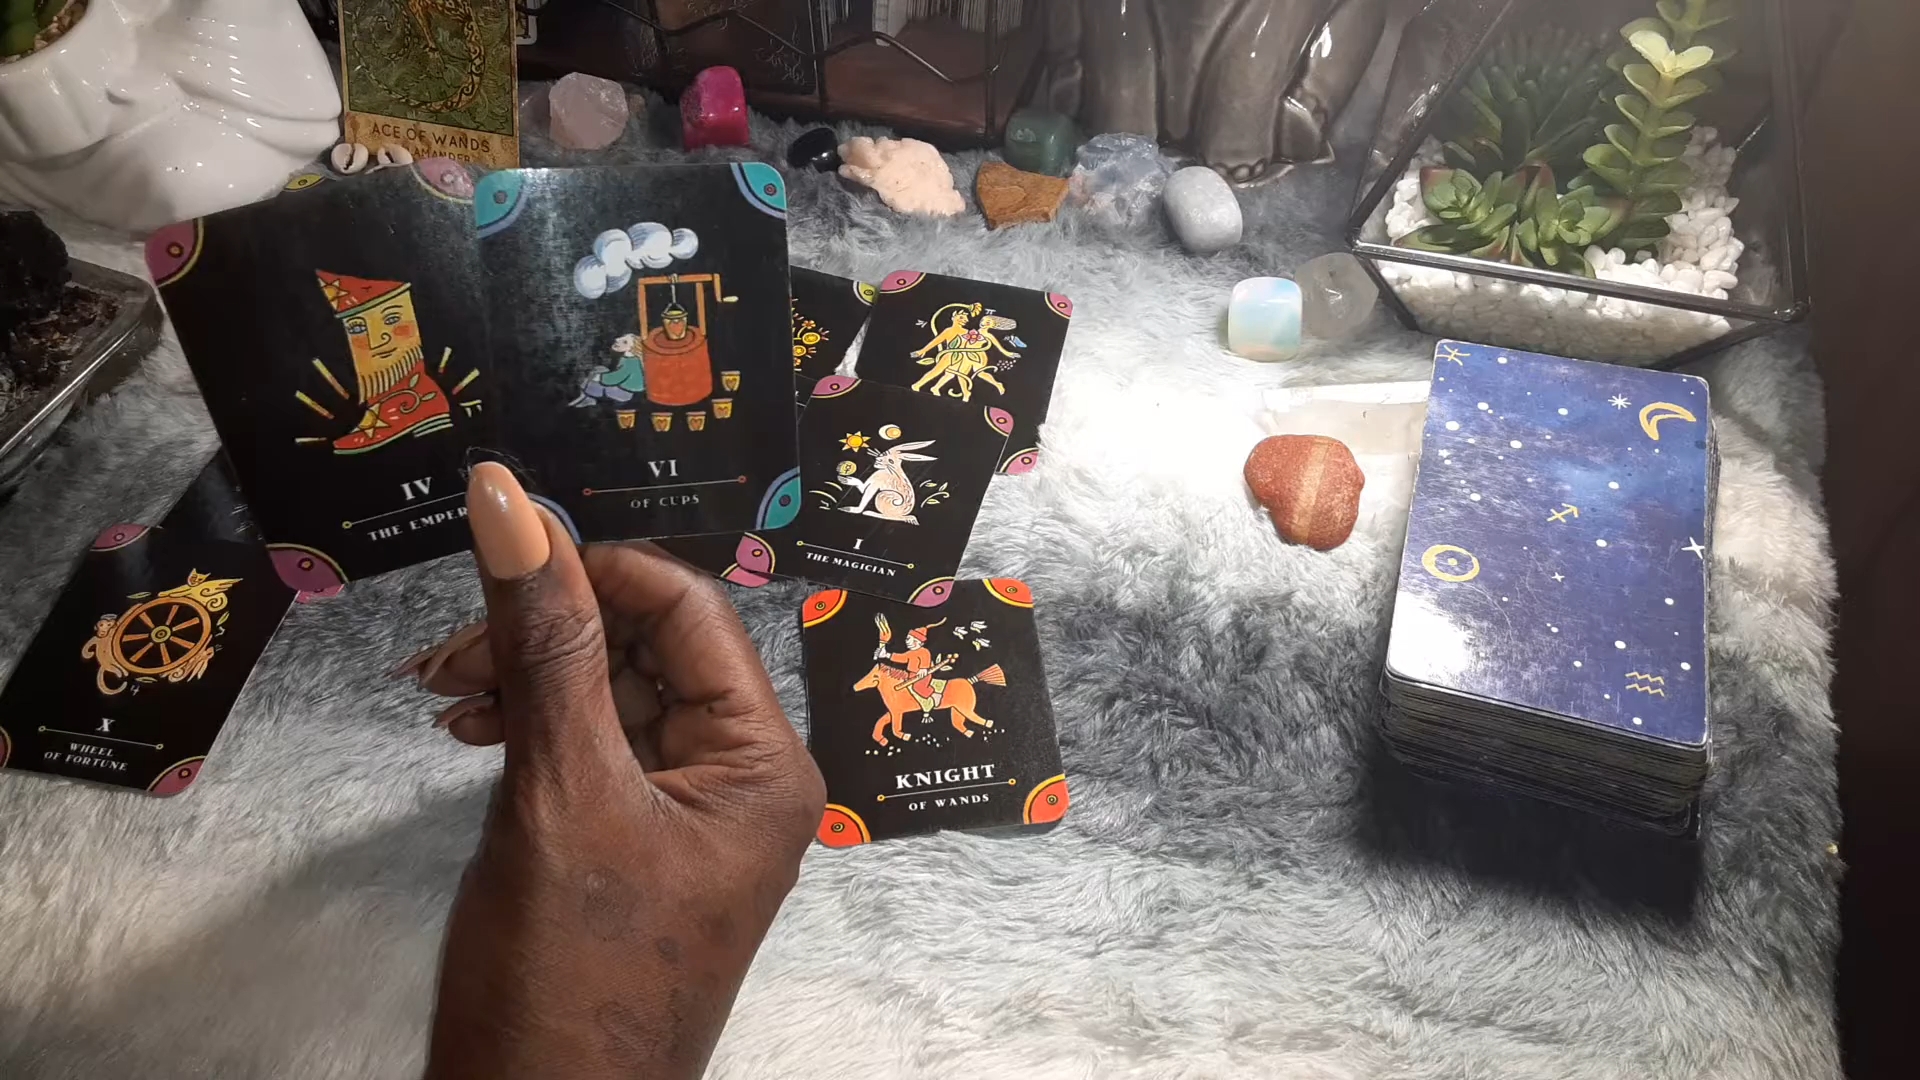 ACE OF WANDS
IV
THE EMPER
VI
OF CUPS
I
THE MAGICIAN
X
WHEEL
OF FORTUNE
KNIGHT
OF WANDS